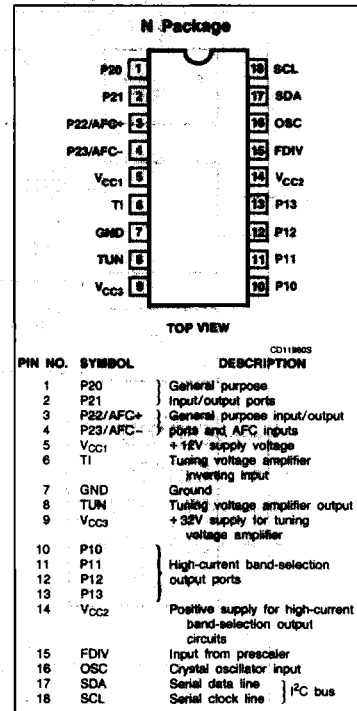 N Package
P20 1 18 SCL
P21 2 17 SDA
P22/AFC+ 3 16 OSC
P23/AFC− 4 15 FDIV
VCC1 5 14 VCC2
TI 6 13 P13
GND 7 12 P12
TUN 8 11 P11
VCC3 9 10 P10
TOP VIEW
CD11960S
PIN NO. SYMBOL DESCRIPTION
1 P20 General purpose
2 P21 Input/output ports
3 P22/AFC+ General purpose input/output
4 P23/AFC− ports and AFC inputs
5 VCC1 +12V supply voltage
6 TI Tuning voltage amplifier
inverting input
7 GND Ground
8 TUN Tuning voltage amplifier output
9 VCC3 +32V supply for tuning
voltage amplifier
10 P10
11 P11 High-current band-selection
12 P12 output ports
13 P13
14 VCC2 Positive supply for high-current
band-selection output
circuits
15 FDIV Input from prescaler
16 OSC Crystal oscillator input
17 SDA Serial data line
18 SCL Serial clock line I²C bus